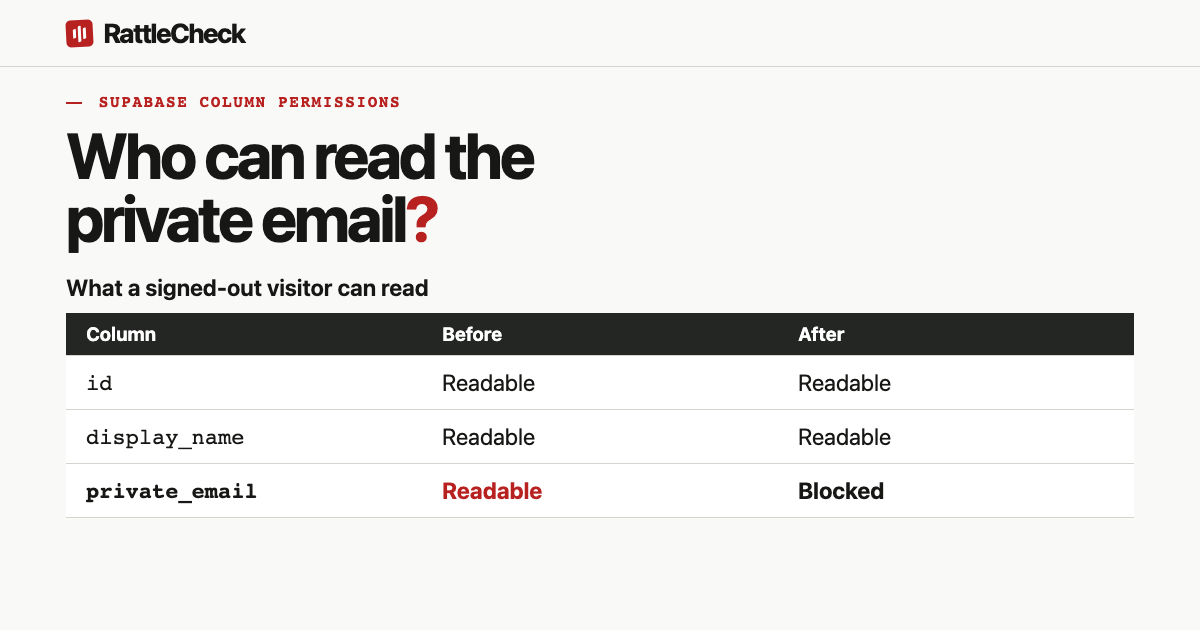 RattleCheck
— SUPABASE COLUMN PERMISSIONS
Who can read the
private email?
What a signed-out visitor can read
Column Before After
id Readable Readable
display_name Readable Readable
private_email Readable Blocked